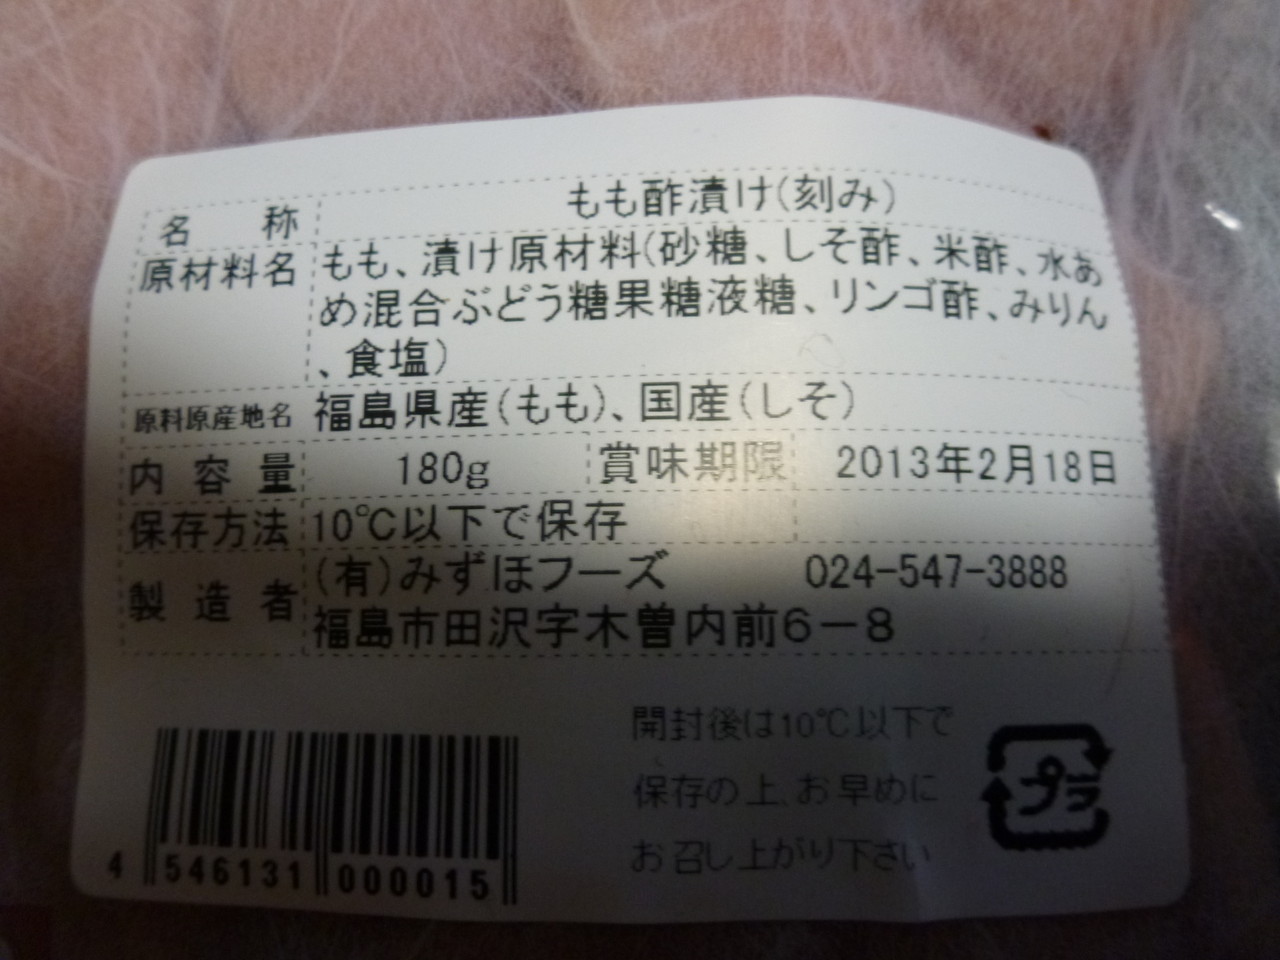 名 称 もも酢漬け(刻み)
原材料名 もも、漬け原材料(砂糖、しそ酢、米酢、水あ
め混合ぶどう糖果糖液糖、リンゴ酢、みりん
、食塩)
原料原産地名 福島県産(もも)、国産(しそ)
内 容 量 180g 賞味期限 2013年2月18日
保存方法 10℃以下で保存
製 造 者 (有)みずほフーズ 024-547-3888
福島市田沢字木曽内前6-8
開封後は10℃以下で
保存の上、お早めに
お召し上がり下さい
プラ
4 546131 000015